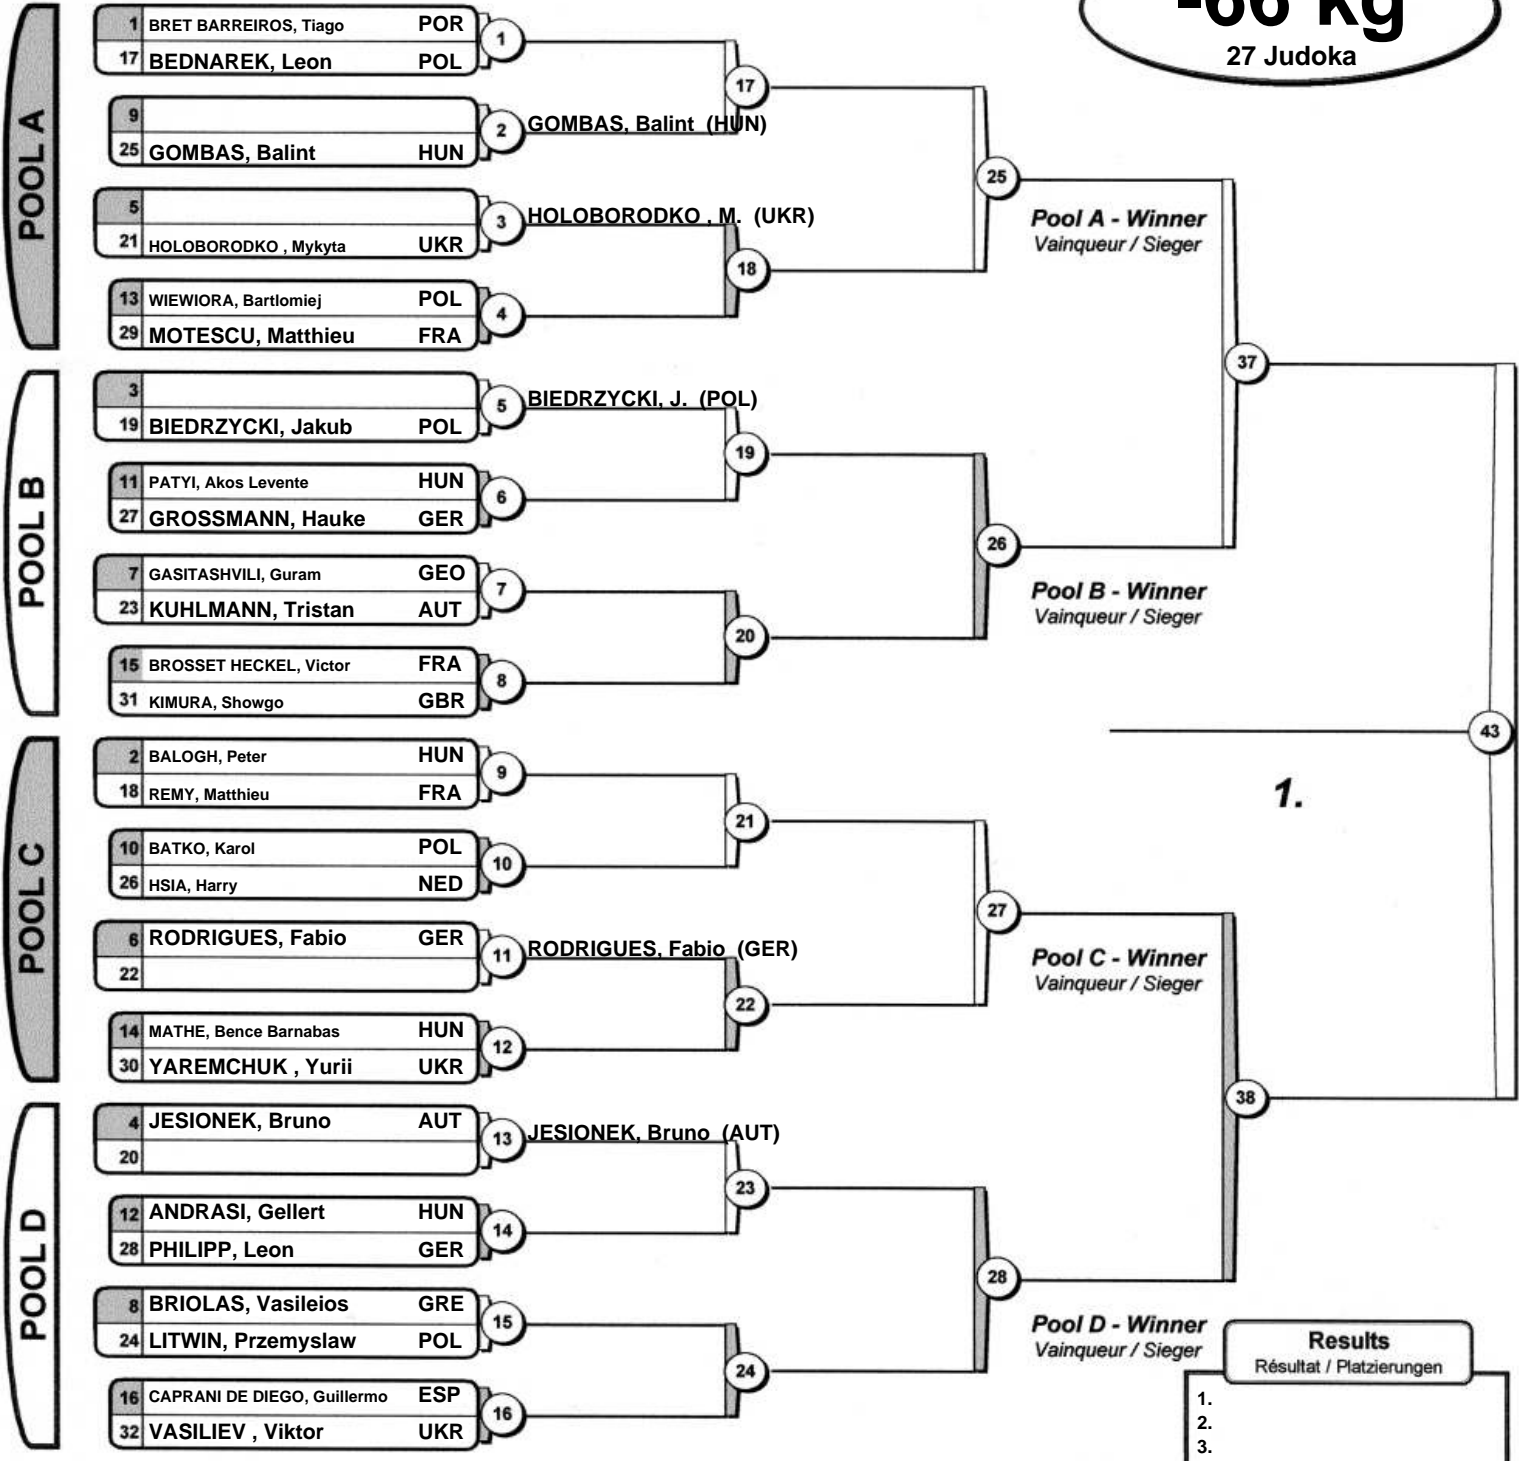 -66 kg
27 Judoka
POOL A
1 BRET BARREIROS, Tiago POR
17 BEDNAREK, Leon POL
1
9
25 GOMBAS, Balint HUN
2
GOMBAS, Balint (HUN)
17
5
21 HOLOBORODKO , Mykyta UKR
3
HOLOBORODKO , M. (UKR)
13 WIEWIORA, Bartlomiej POL
29 MOTESCU, Matthieu FRA
4
18
25
Pool A - Winner
Vainqueur / Sieger
POOL B
3
19 BIEDRZYCKI, Jakub POL
5
BIEDRZYCKI, J. (POL)
11 PATYI, Akos Levente HUN
27 GROSSMANN, Hauke GER
6
19
7 GASITASHVILI, Guram GEO
23 KUHLMANN, Tristan AUT
7
15 BROSSET HECKEL, Victor FRA
31 KIMURA, Showgo GBR
8
20
26
Pool B - Winner
Vainqueur / Sieger
37
POOL C
2 BALOGH, Peter HUN
18 REMY, Matthieu FRA
9
10 BATKO, Karol POL
26 HSIA, Harry NED
10
21
6 RODRIGUES, Fabio GER
22
11
RODRIGUES, Fabio (GER)
14 MATHE, Bence Barnabas HUN
30 YAREMCHUK , Yurii UKR
12
22
27
Pool C - Winner
Vainqueur / Sieger
43
1.
POOL D
4 JESIONEK, Bruno AUT
20
13
JESIONEK, Bruno (AUT)
12 ANDRASI, Gellert HUN
28 PHILIPP, Leon GER
14
23
8 BRIOLAS, Vasileios GRE
24 LITWIN, Przemyslaw POL
15
16 CAPRANI DE DIEGO, Guillermo ESP
32 VASILIEV , Viktor UKR
16
24
28
38
Pool D - Winner
Vainqueur / Sieger
Results
Résultat / Platzierungen
1.
2.
3.